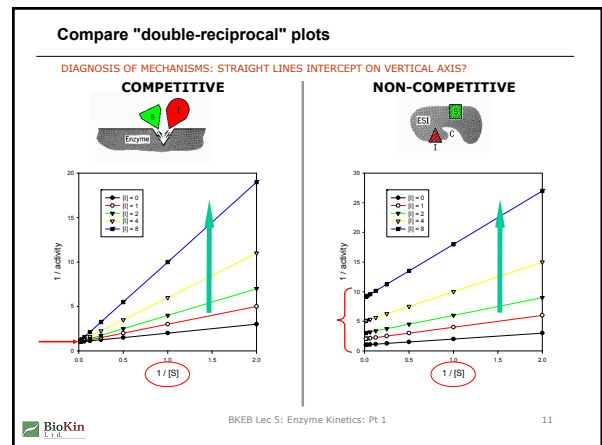 Compare "double-reciprocal" plots
DIAGNOSIS OF MECHANISMS: STRAIGHT LINES INTERCEPT ON VERTICAL AXIS?
COMPETITIVE
S
I
Enzyme
20
15
10
5
0
1 / activity
[I] = 0
[I] = 1
[I] = 2
[I] = 4
[I] = 8
0.0 0.5 1.0 1.5 2.0
1 / [S]
NON-COMPETITIVE
S
ESI
C
I
30
25
20
15
10
5
0
1 / activity
[I] = 0
[I] = 1
[I] = 2
[I] = 4
[I] = 8
0.0 0.5 1.0 1.5 2.0
1 / [S]
BioKin
Ltd.
BKEB Lec 5: Enzyme Kinetics: Pt 1
11